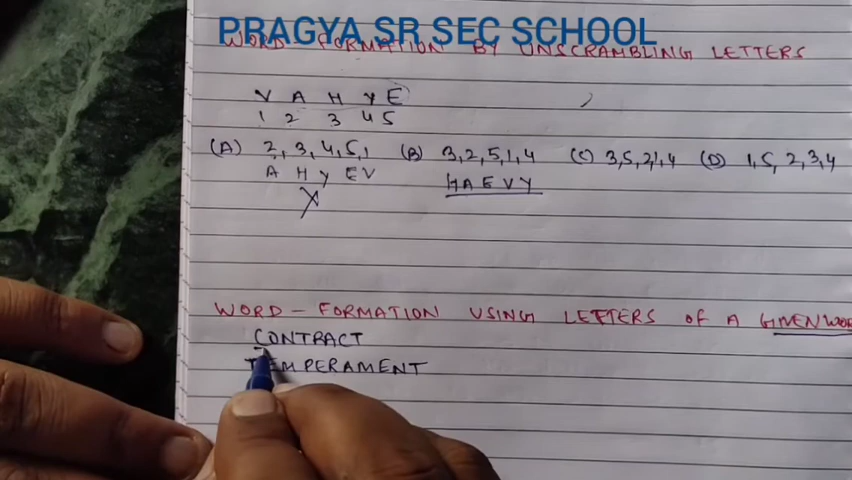 PRAGYA SR SEC SCHOOL
WORD - FORMATION BY UNSCRAMBLING LETTERS
V A H Y E
1 2 3 4 5
(A) 2, 3, 4, 5, 1 (B) 3, 2, 5, 1, 4 (C) 3, 5, 2, 1, 4 (D) 1, 5, 2, 3, 4
A H Y E V HAEVY
X
WORD - FORMATION USING LETTERS OF A GIVEN WORD
CONTRACT
TEMPERAMENT